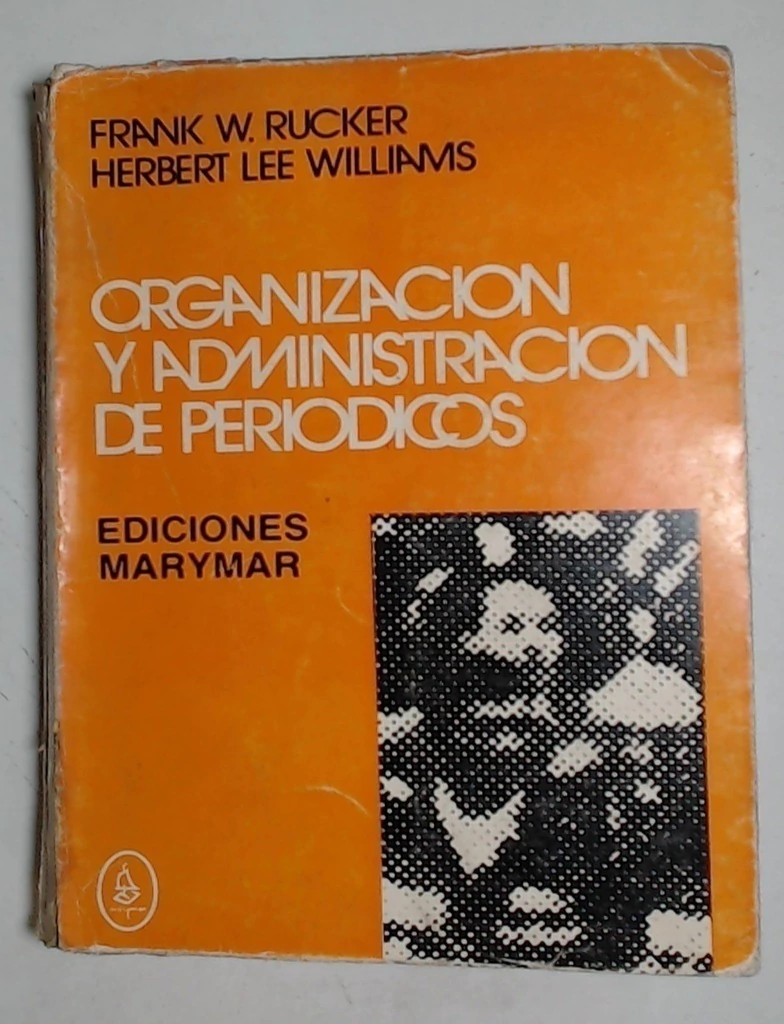 FRANK W. RUCKER
HERBERT LEE WILLIAMS
ORGANIZACION
Y ADMINISTRACION
DE PERIODICOS
EDICIONES
MARYMAR